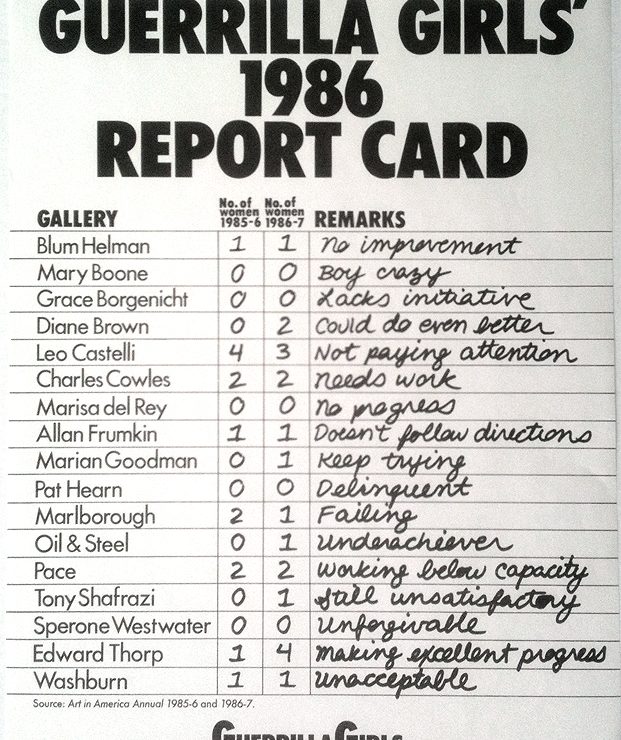 GUERRILLA GIRLS'
1986
REPORT CARD
GALLERY No. of women 1985-6 No. of women 1986-7 REMARKS
Blum Helman 1 1 no improvement
Mary Boone 0 0 Boy crazy
Grace Borgenicht 0 0 Lacks initiative
Diane Brown 0 2 Could do even better
Leo Castelli 4 3 Not paying attention
Charles Cowles 2 2 needs work
Marisa del Rey 0 0 no progress
Allan Frumkin 1 1 Doesn't follow directions
Marian Goodman 0 1 Keep trying
Pat Hearn 0 0 Delinquent
Marlborough 2 1 Failing
Oil & Steel 0 1 underachiever
Pace 2 2 working below capacity
Tony Shafrazi 0 1 still unsatisfactory
Sperone Westwater 0 0 unforgivable
Edward Thorp 1 4 making excellent progress
Washburn 1 1 unacceptable
Source: Art in America Annual 1985-6 and 1986-7.
GUERRILLA GIRLS